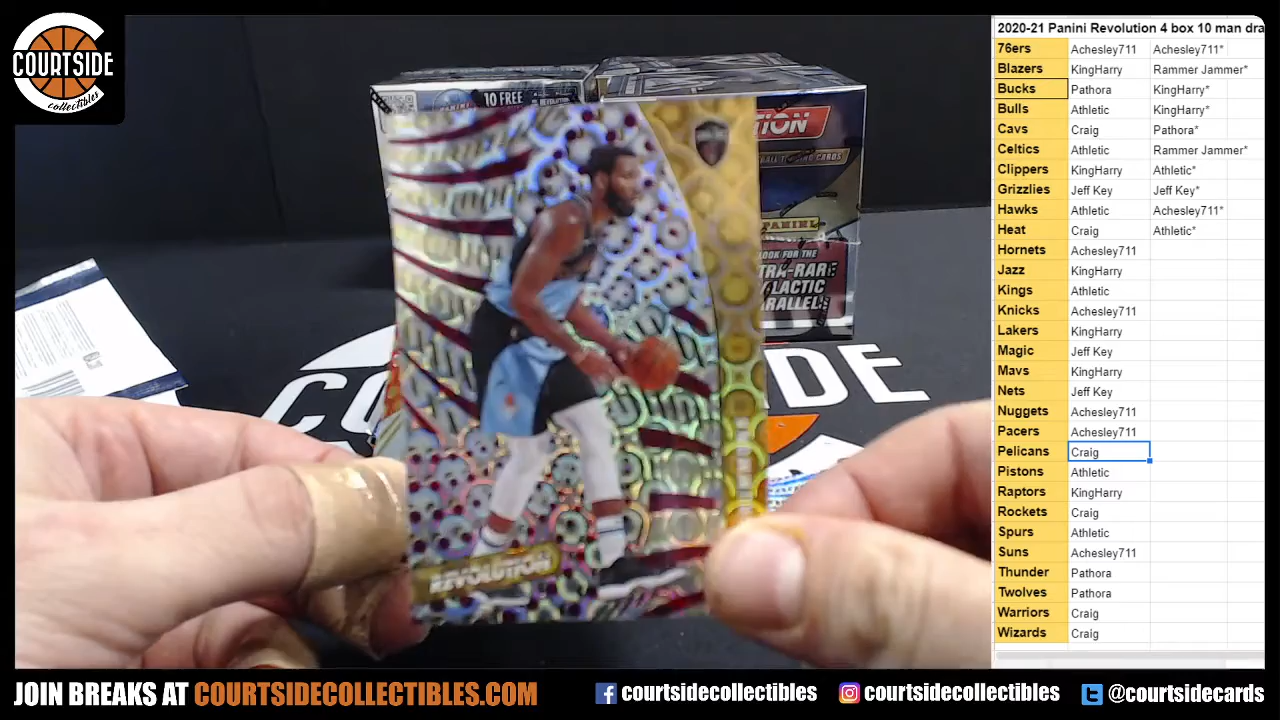 COURTSIDE
collectibles
10 FREE
REVOLUTION
TION
PANINI
LOOK FOR THE
REVOLUTION
2020-21 Panini Revolution 4 box 10 man dra
76ers Achesley711 Achesley711*
Blazers KingHarry Rammer Jammer*
Bucks Pathora KingHarry*
Bulls Athletic KingHarry*
Cavs Craig Pathora*
Celtics Athletic Rammer Jammer*
Clippers KingHarry Athletic*
Grizzlies Jeff Key Jeff Key*
Hawks Athletic Achesley711*
Heat Craig Athletic*
Hornets Achesley711
Jazz KingHarry
Kings Athletic
Knicks Achesley711
Lakers KingHarry
Magic Jeff Key
Mavs KingHarry
Nets Jeff Key
Nuggets Achesley711
Pacers Achesley711
Pelicans Craig
Pistons Athletic
Raptors KingHarry
Rockets Craig
Spurs Athletic
Suns Achesley711
Thunder Pathora
Twolves Pathora
Warriors Craig
Wizards Craig
JOIN BREAKS AT COURTSIDECOLLECTIBLES.COM
courtsidecollectibles
courtsidecollectibles
@courtsidecards